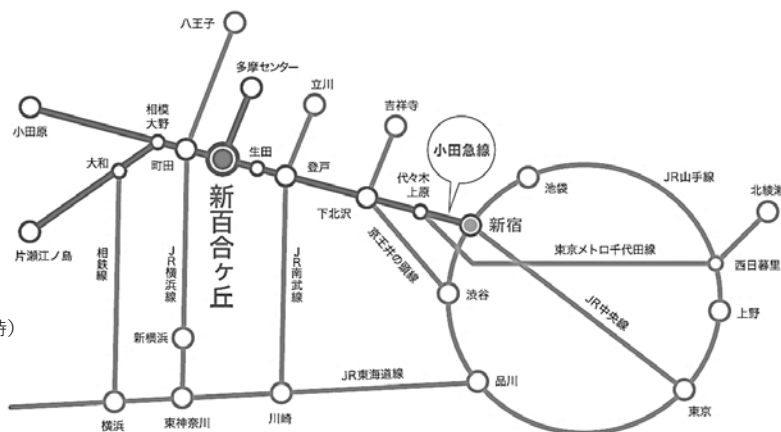 八王子
多摩センター
立川
吉祥寺
小田急線
小田原
相模
大野
町田
新百合ヶ丘
生田
登戸
下北沢
代々木
上原
新宿
池袋
JR山手線
北綾瀬
大和
片瀬江ノ島
相鉄線
JR横浜線
JR南武線
京王井の頭線
東京メトロ千代田線
西日暮里
渋谷
JR中央線
上野
新横浜
JR東海道線
品川
東京
横浜
東神奈川
川崎